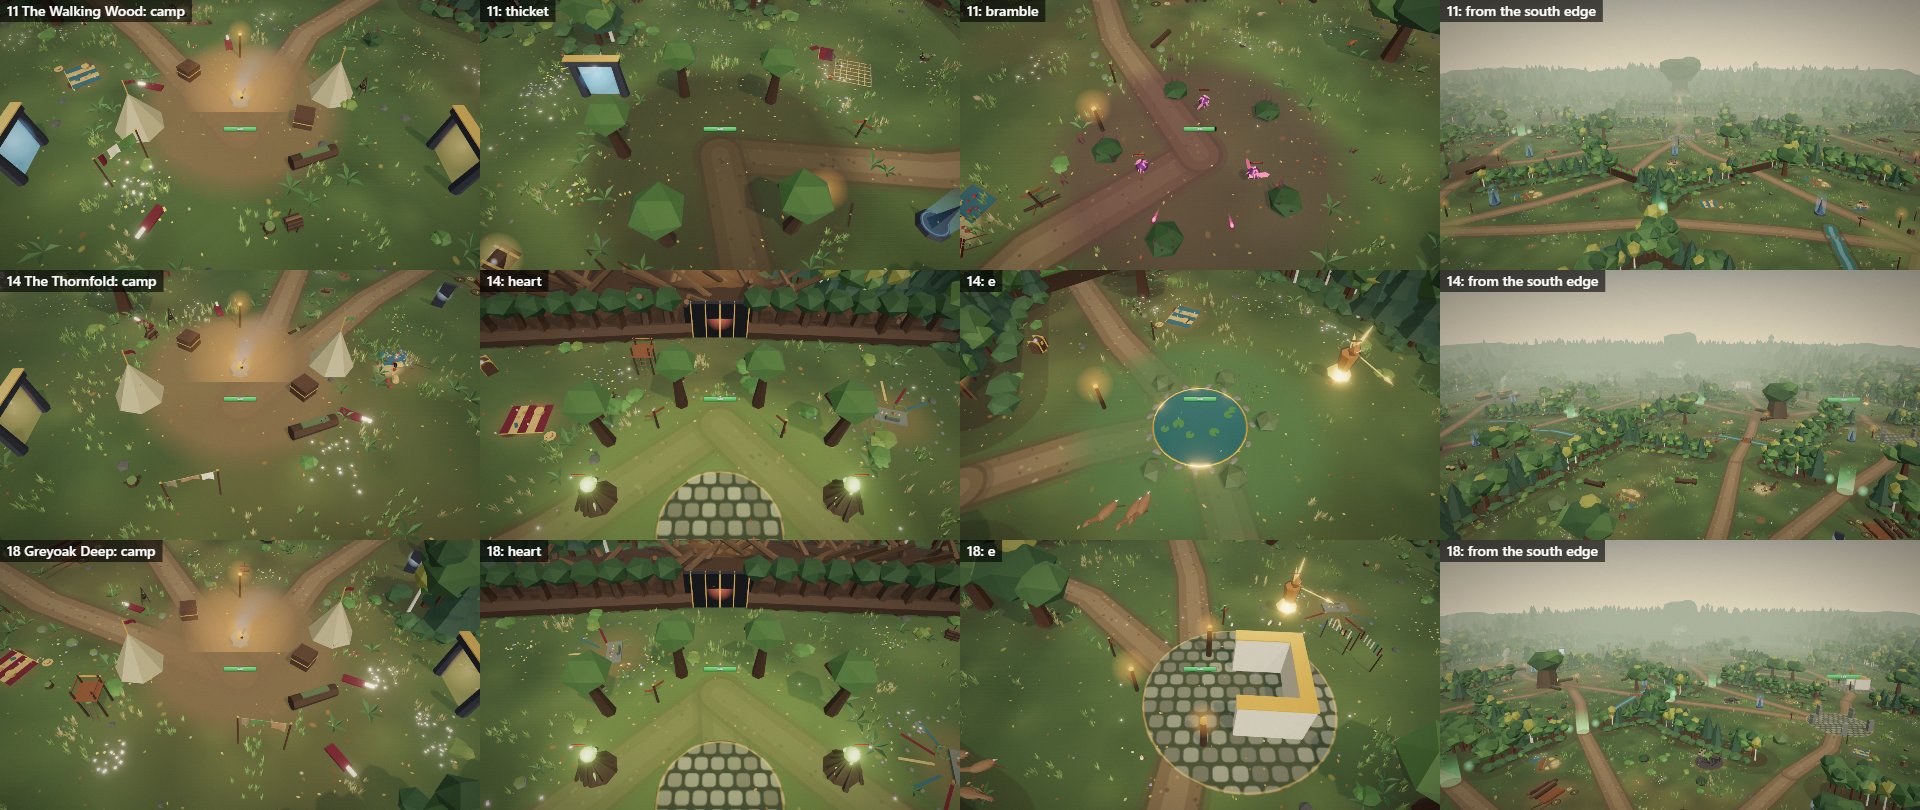 11 The Walking Wood: camp
11: thicket
11: bramble
11: from the south edge
14 The Thornfold: camp
14: heart
14: e
14: from the south edge
18 Greyoak Deep: camp
18: heart
18: e
18: from the south edge